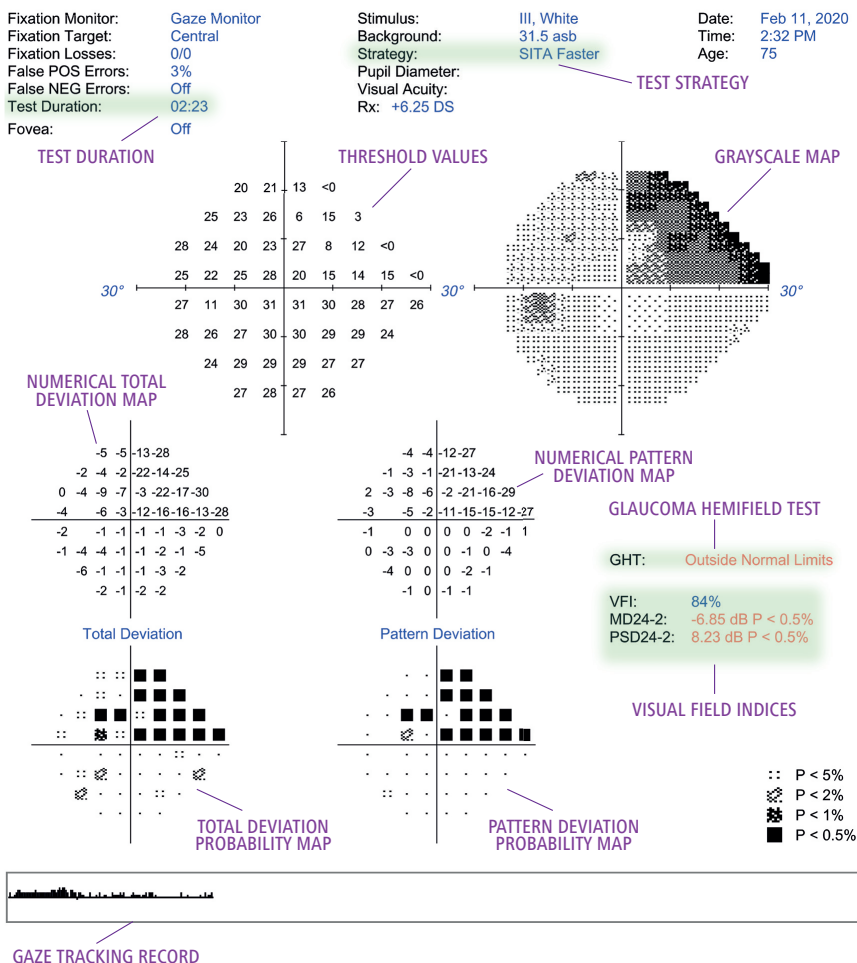 Fixation Monitor: Gaze Monitor
Fixation Target: Central
Fixation Losses: 0/0
False POS Errors: 3%
False NEG Errors: Off
Test Duration: 02:23
Fovea: Off
Stimulus: III, White
Background: 31.5 asb
Strategy: SITA Faster
Pupil Diameter:
Visual Acuity:
Rx: +6.25 DS
Date: Feb 11, 2020
Time: 2:32 PM
Age: 75
TEST STRATEGY
TEST DURATION
THRESHOLD VALUES
GRAYSCALE MAP
20 21 13 <0
25 23 26 6 15 3
28 24 20 23 27 8 12 <0
25 22 25 28 20 15 14 15 <0
30° 30° 30°
27 11 30 31 31 30 28 27 26
28 26 27 30 30 29 29 24
24 29 29 29 27 27
27 28 27 26
NUMERICAL TOTAL
DEVIATION MAP
-5 -5 -13 -28
-2 -4 -2 -22 -14 -25
0 -4 -9 -7 -3 -22 -17 -30
-4 -6 -3 -12 -16 -16 -13 -28
-2 -1 -1 -1 -1 -3 -2 0
-1 -4 -4 -1 -1 -2 -1 -5
-6 -1 -1 -1 -3 -2
-2 -1 -2 -2
Total Deviation
NUMERICAL PATTERN
DEVIATION MAP
-4 -4 -12 -27
-1 -3 -1 -21 -13 -24
2 -3 -8 -6 -2 -21 -16 -29
-3 -5 -2 -11 -15 -15 -12 -27
-1 0 0 0 0 -2 -1 1
0 -3 -3 0 0 -1 0 -4
-4 0 0 0 -2 -1
-1 0 -1 -1
Pattern Deviation
GLAUCOMA HEMIFIELD TEST
GHT: Outside Normal Limits
VFI: 84%
MD24-2: -6.85 dB P < 0.5%
PSD24-2: 8.23 dB P < 0.5%
VISUAL FIELD INDICES
P < 5%
P < 2%
P < 1%
P < 0.5%
TOTAL DEVIATION
PROBABILITY MAP
PATTERN DEVIATION
PROBABILITY MAP
GAZE TRACKING RECORD